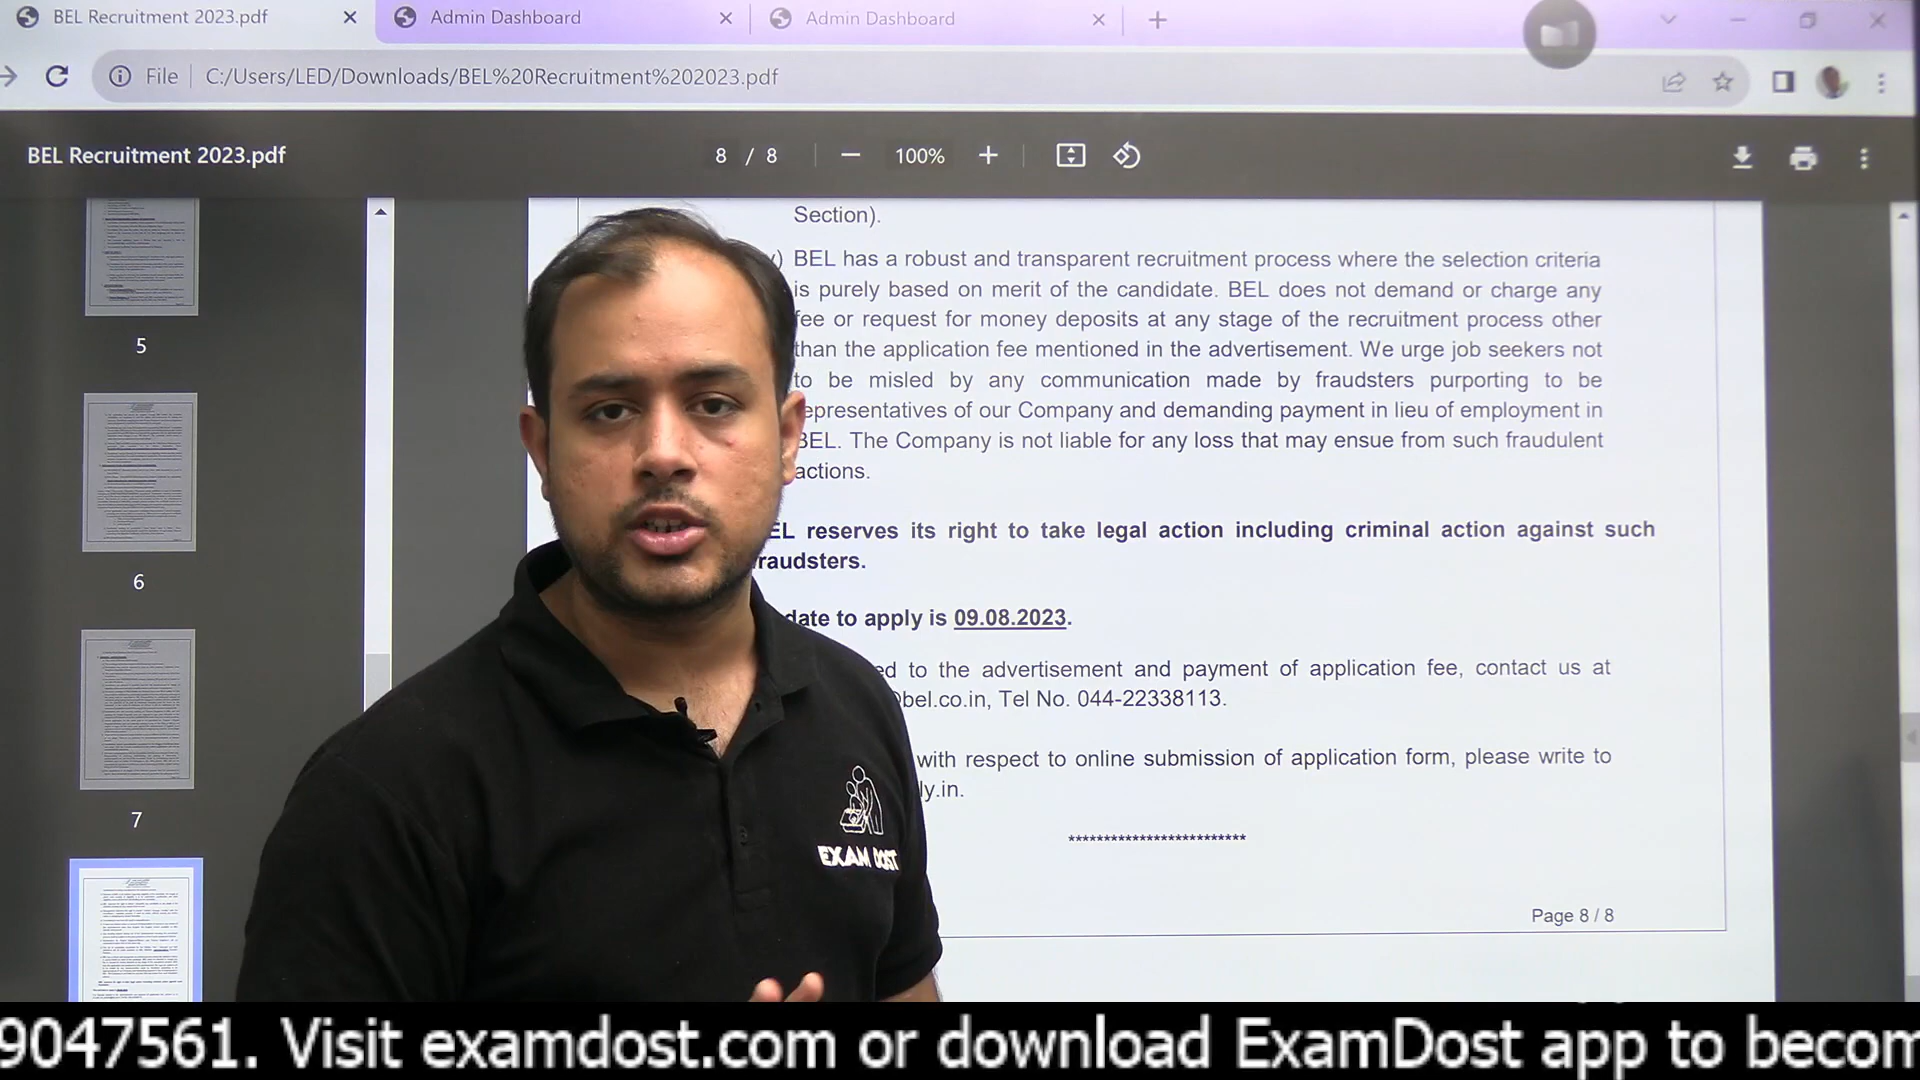 BEL Recruitment 2023.pdf
Admin Dashboard
Admin Dashboard
File
C:/Users/LED/Downloads/BEL%20Recruitment%202023.pdf
BEL Recruitment 2023.pdf
8 / 8
100%
5
6
7
Section).
BEL has a robust and transparent recruitment process where the selection criteria
is purely based on merit of the candidate. BEL does not demand or charge any
fee or request for money deposits at any stage of the recruitment process other
than the application fee mentioned in the advertisement. We urge job seekers not
to be misled by any communication made by fraudsters purporting to be
epresentatives of our Company and demanding payment in lieu of employment in
BEL. The Company is not liable for any loss that may ensue from such fraudulent
actions.
EL reserves its right to take legal action including criminal action against such
raudsters.
date to apply is 09.08.2023.
ed to the advertisement and payment of application fee, contact us at
@bel.co.in, Tel No. 044-22338113.
with respect to online submission of application form, please write to
ly.in.
*************************
Page 8 / 8
EXAM DOST
9047561. Visit examdost.com or download ExamDost app to becom